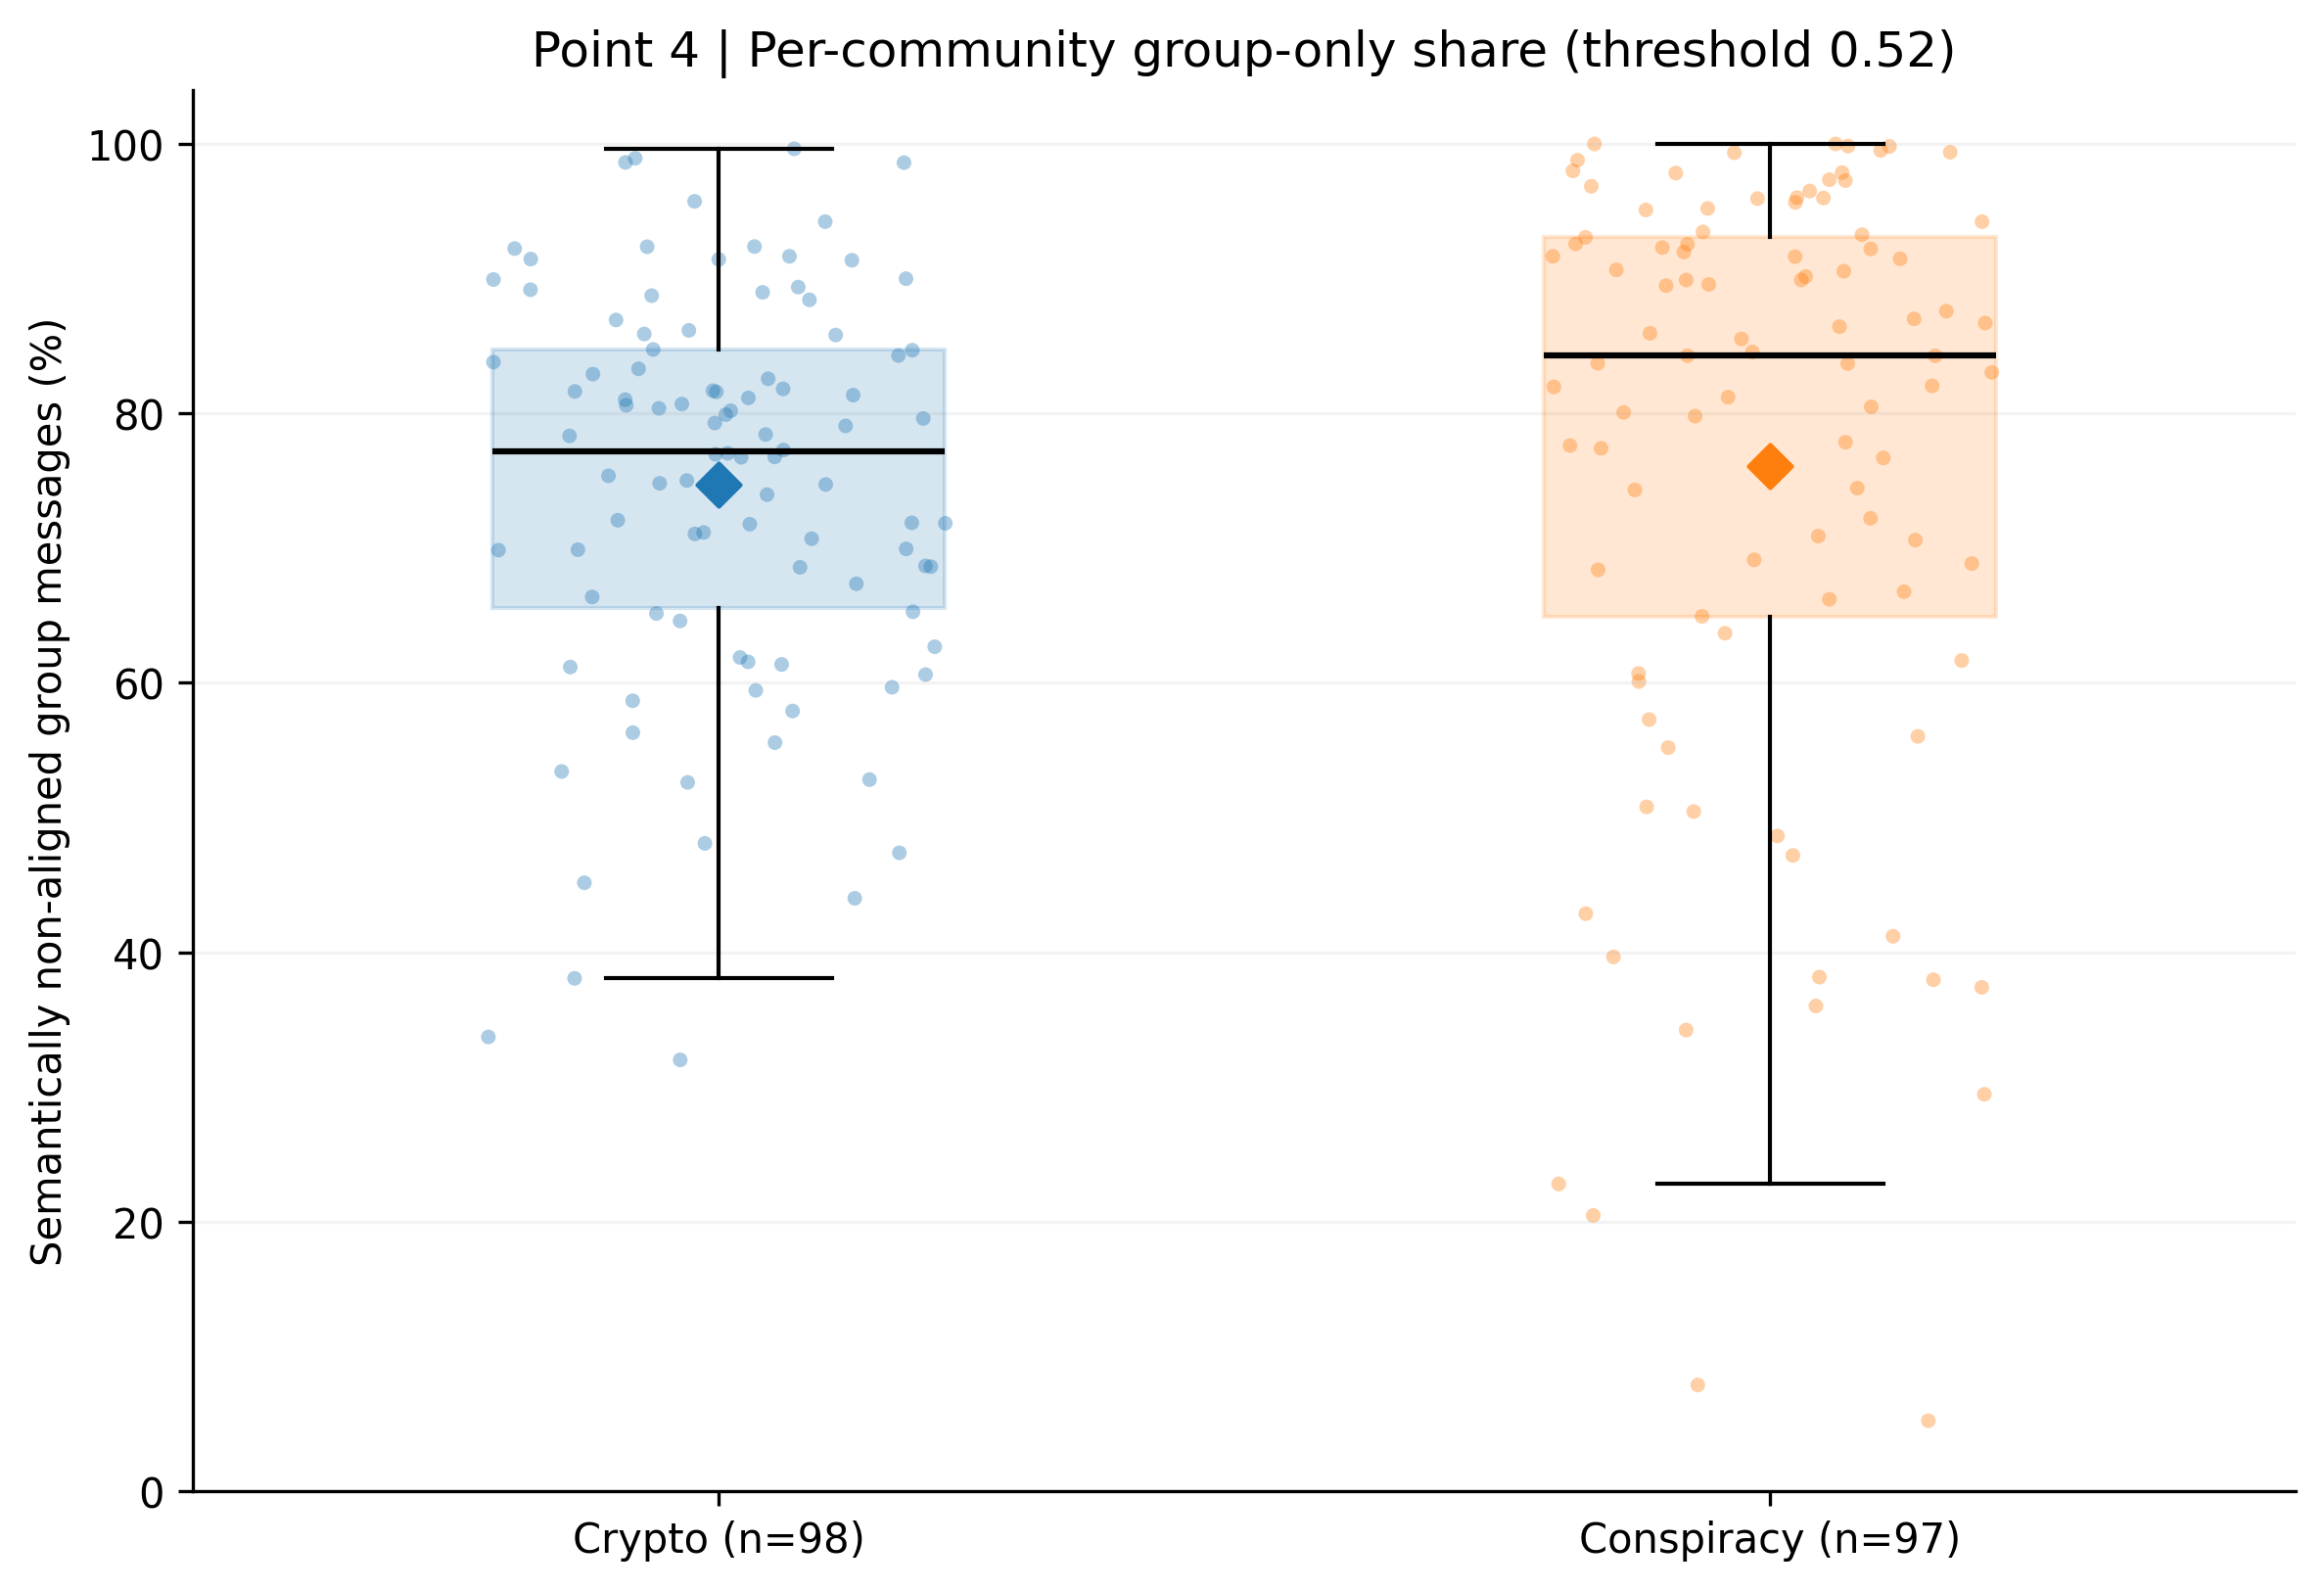 Point 4 | Per-community group-only share (threshold 0.52)
Semantically non-aligned group messages (%)
100
80
60
40
20
0
Crypto (n=98)
Conspiracy (n=97)